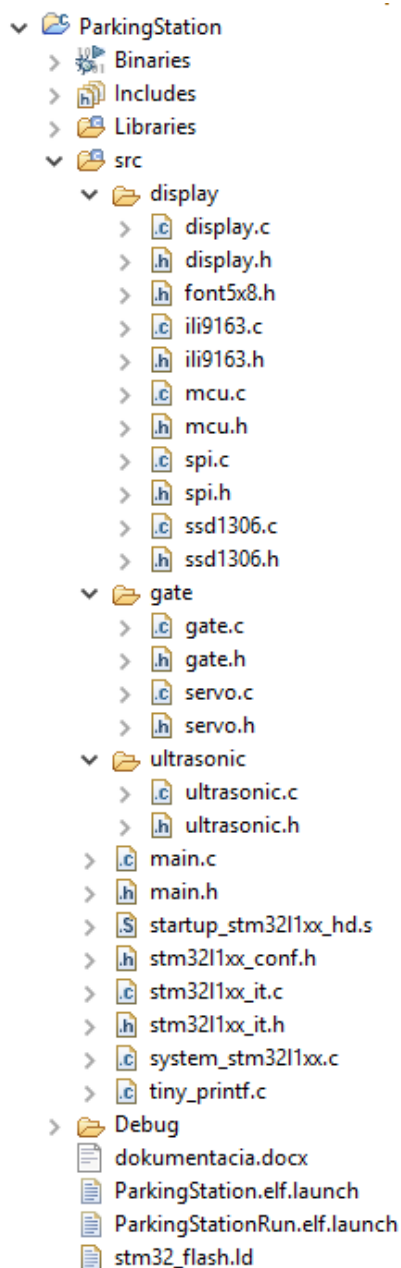 ParkingStation
Binaries
Includes
Libraries
src
display
display.c
display.h
font5x8.h
ili9163.c
ili9163.h
mcu.c
mcu.h
spi.c
spi.h
ssd1306.c
ssd1306.h
gate
gate.c
gate.h
servo.c
servo.h
ultrasonic
ultrasonic.c
ultrasonic.h
main.c
main.h
startup_stm32l1xx_hd.s
stm32l1xx_conf.h
stm32l1xx_it.c
stm32l1xx_it.h
system_stm32l1xx.c
tiny_printf.c
Debug
dokumentacia.docx
ParkingStation.elf.launch
ParkingStationRun.elf.launch
stm32_flash.ld